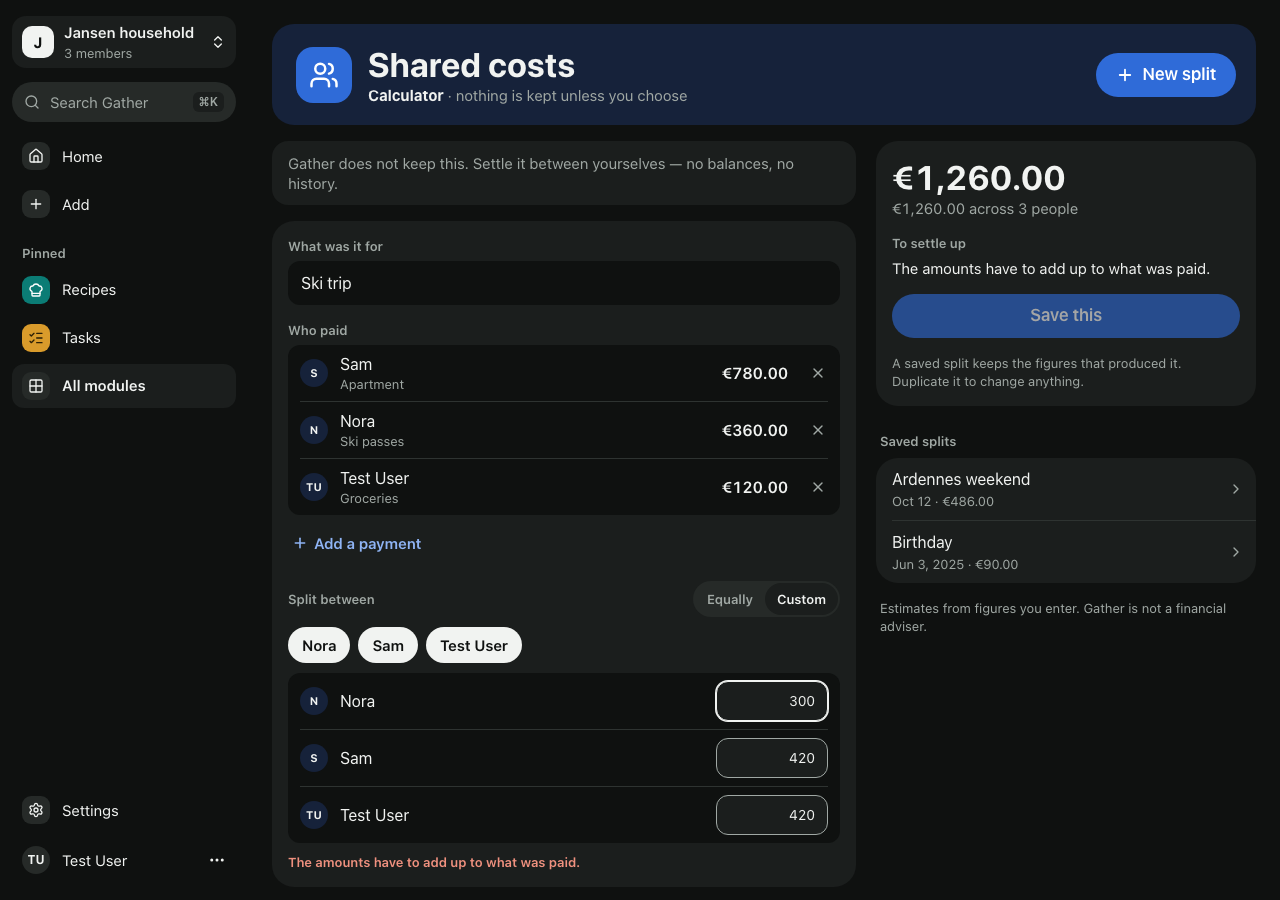 J
Jansen household
3 members
Search Gather
⌘K
Home
Add
Pinned
Recipes
Tasks
All modules
Settings
TU
Test User
Shared costs
Calculator · nothing is kept unless you choose
New split
Gather does not keep this. Settle it between yourselves — no balances, no
history.
What was it for
Ski trip
Who paid
S
Sam
Apartment
€780.00
N
Nora
Ski passes
€360.00
TU
Test User
Groceries
€120.00
Add a payment
Split between
Equally
Custom
Nora
Sam
Test User
N
Nora
300
S
Sam
420
TU
Test User
420
The amounts have to add up to what was paid.
€1,260.00
€1,260.00 across 3 people
To settle up
The amounts have to add up to what was paid.
Save this
A saved split keeps the figures that produced it.
Duplicate it to change anything.
Saved splits
Ardennes weekend
Oct 12 · €486.00
Birthday
Jun 3, 2025 · €90.00
Estimates from figures you enter. Gather is not a financial
adviser.